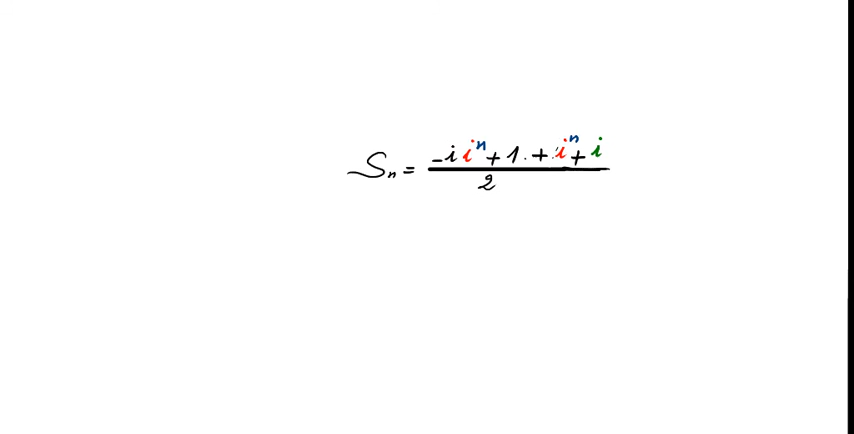 Sₙ = (-i iⁿ + 1 . + iⁿ + i) / 2